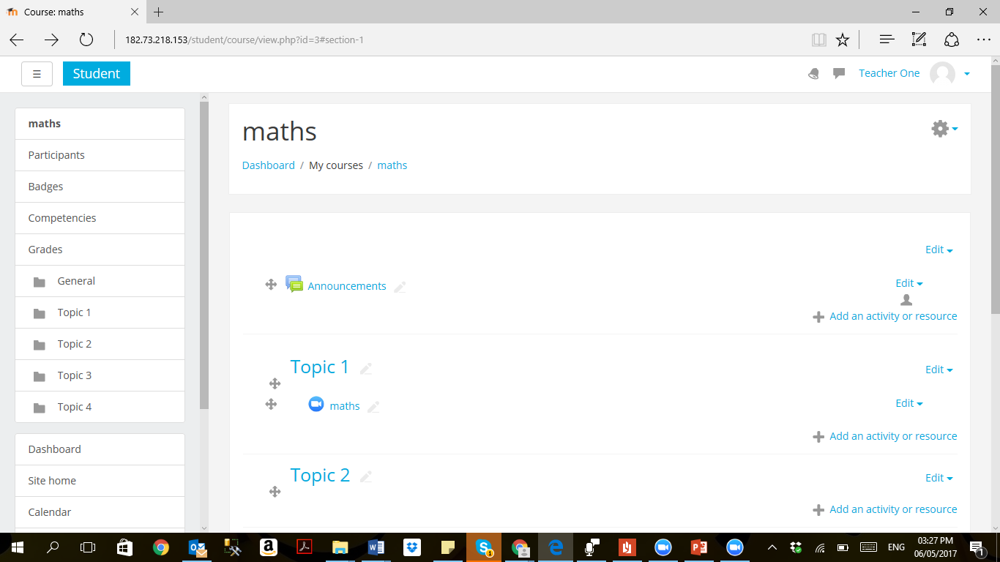 Course: maths
182.73.218.153/student/course/view.php?id=3#section-1
Student
Teacher One
maths
Participants
Badges
Competencies
Grades
General
Topic 1
Topic 2
Topic 3
Topic 4
Dashboard
Site home
Calendar
maths
Dashboard / My courses / maths
Edit
Announcements
Edit
Add an activity or resource
Topic 1
Edit
maths
Edit
Add an activity or resource
Topic 2
Edit
Add an activity or resource
ENG
03:27 PM
06/05/2017
1